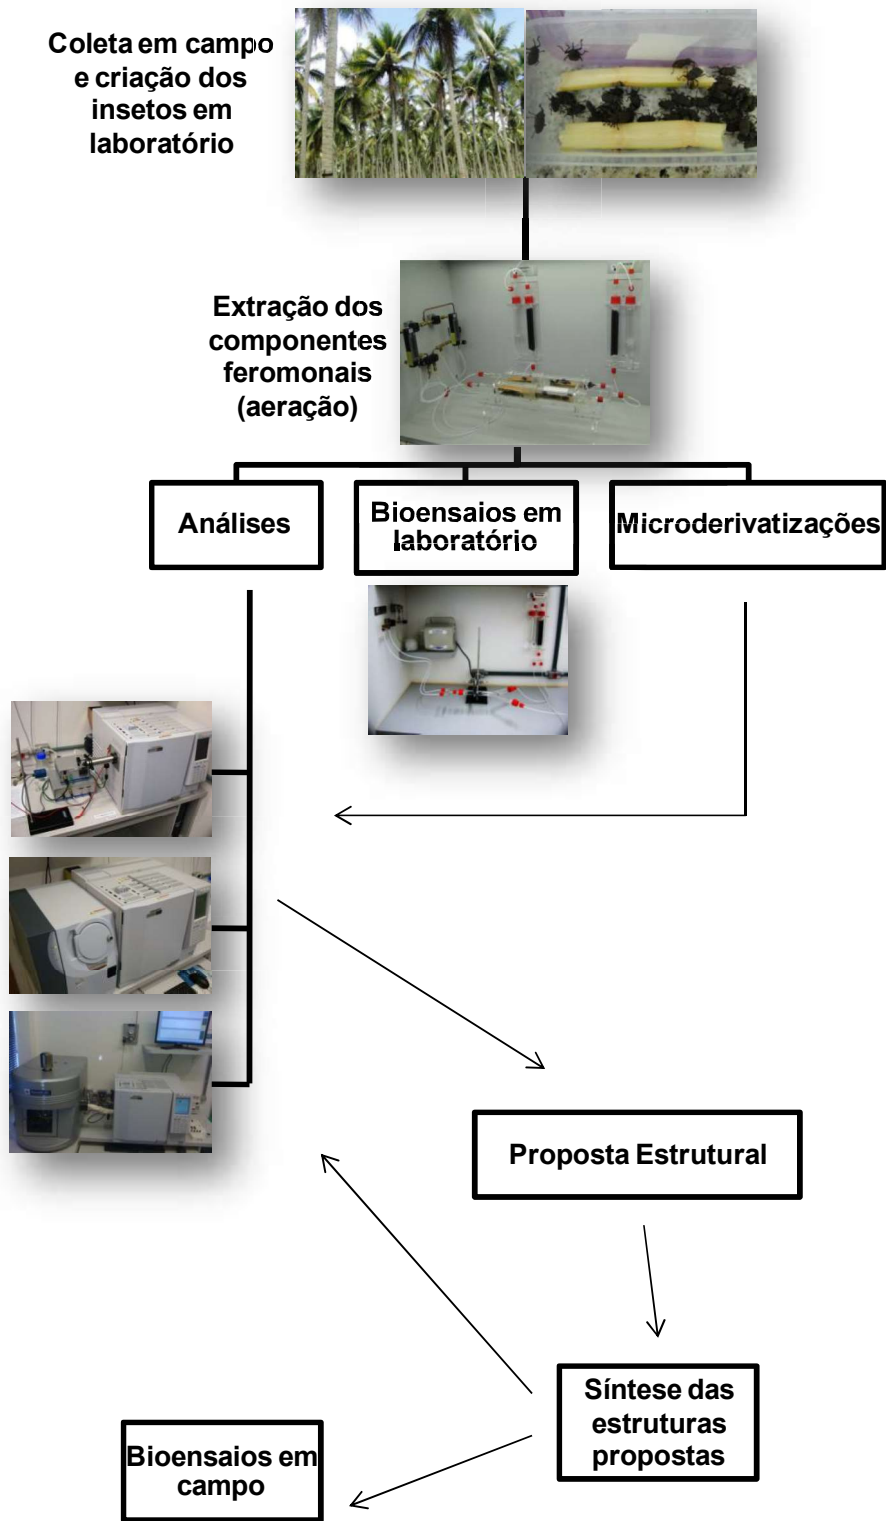 Coleta em campo
e criação dos
insetos em
laboratório
Extração dos
componentes
feromonais
(aeração)
Análises
Bioensaios em
laboratório
Microderivatizações
Proposta Estrutural
Síntese das
estruturas
propostas
Bioensaios em
campo